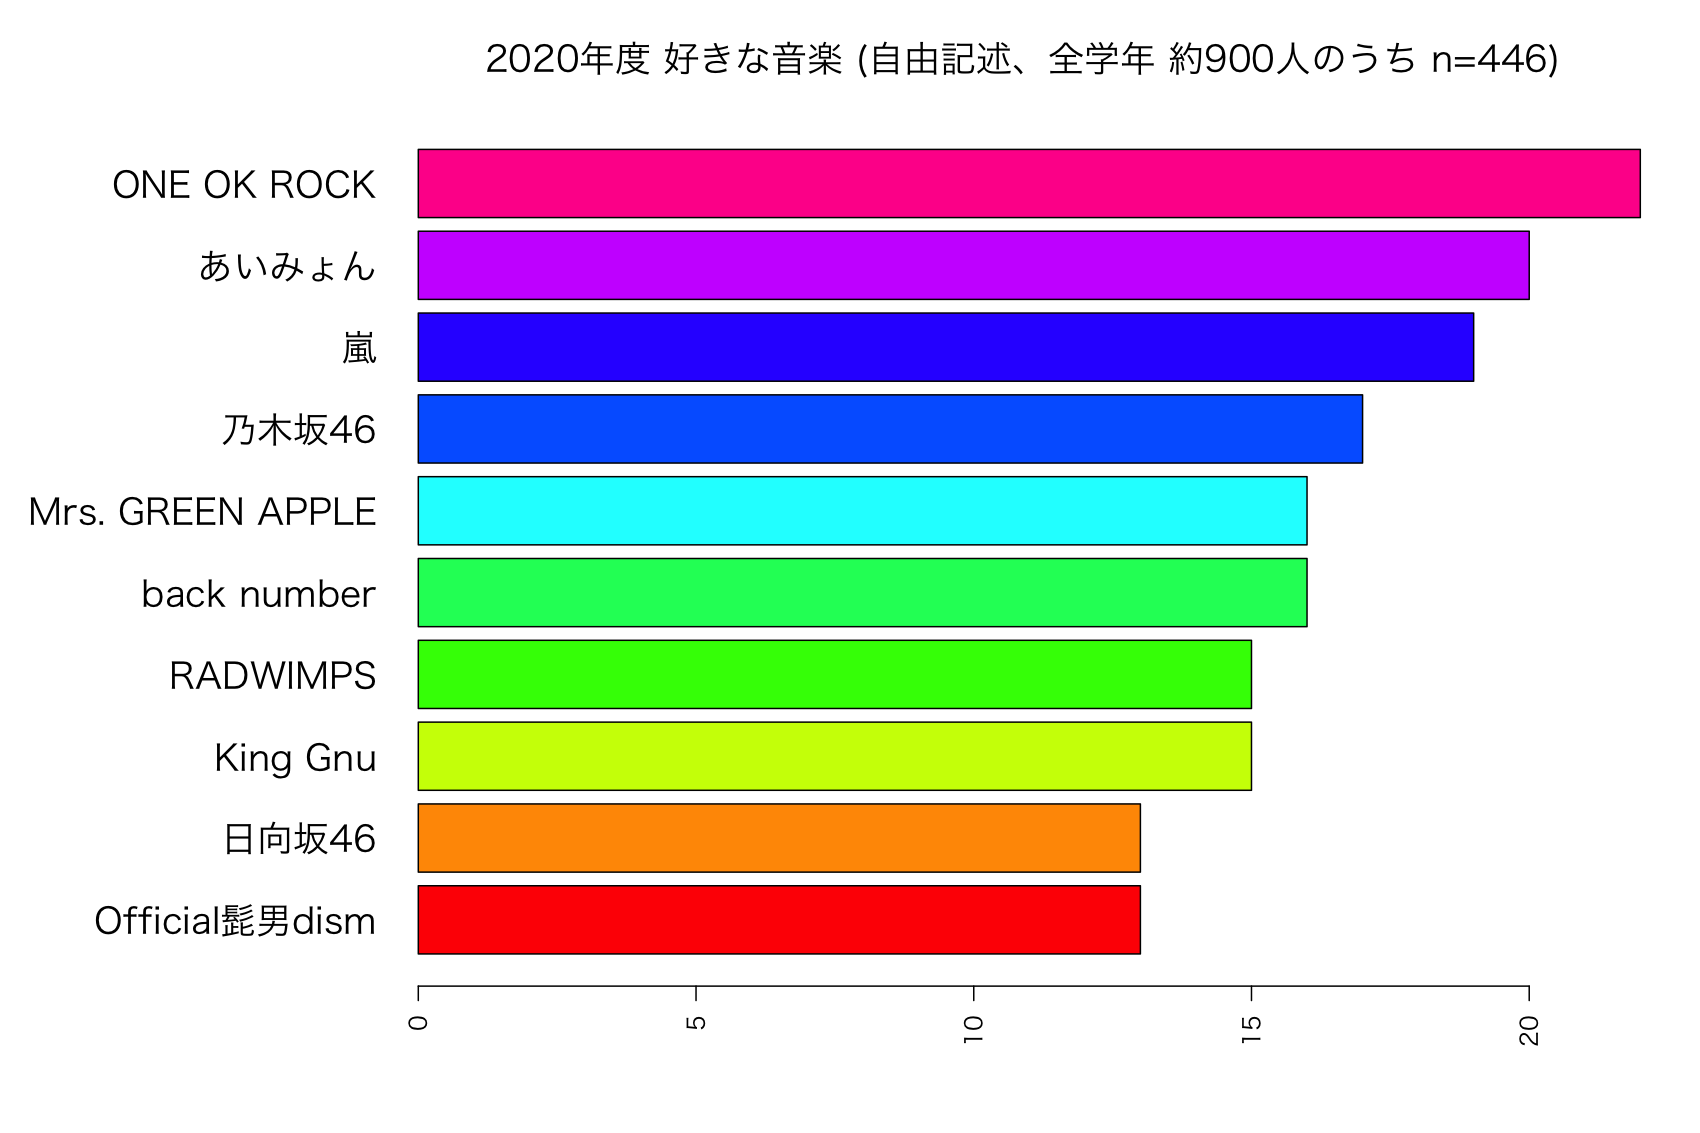 2020年度 好きな音楽 (自由記述、全学年 約900人のうち n=446)
ONE OK ROCK
あいみょん
嵐
乃木坂46
Mrs. GREEN APPLE
back number
RADWIMPS
King Gnu
日向坂46
Official髭男dism
0 5 10 15 20